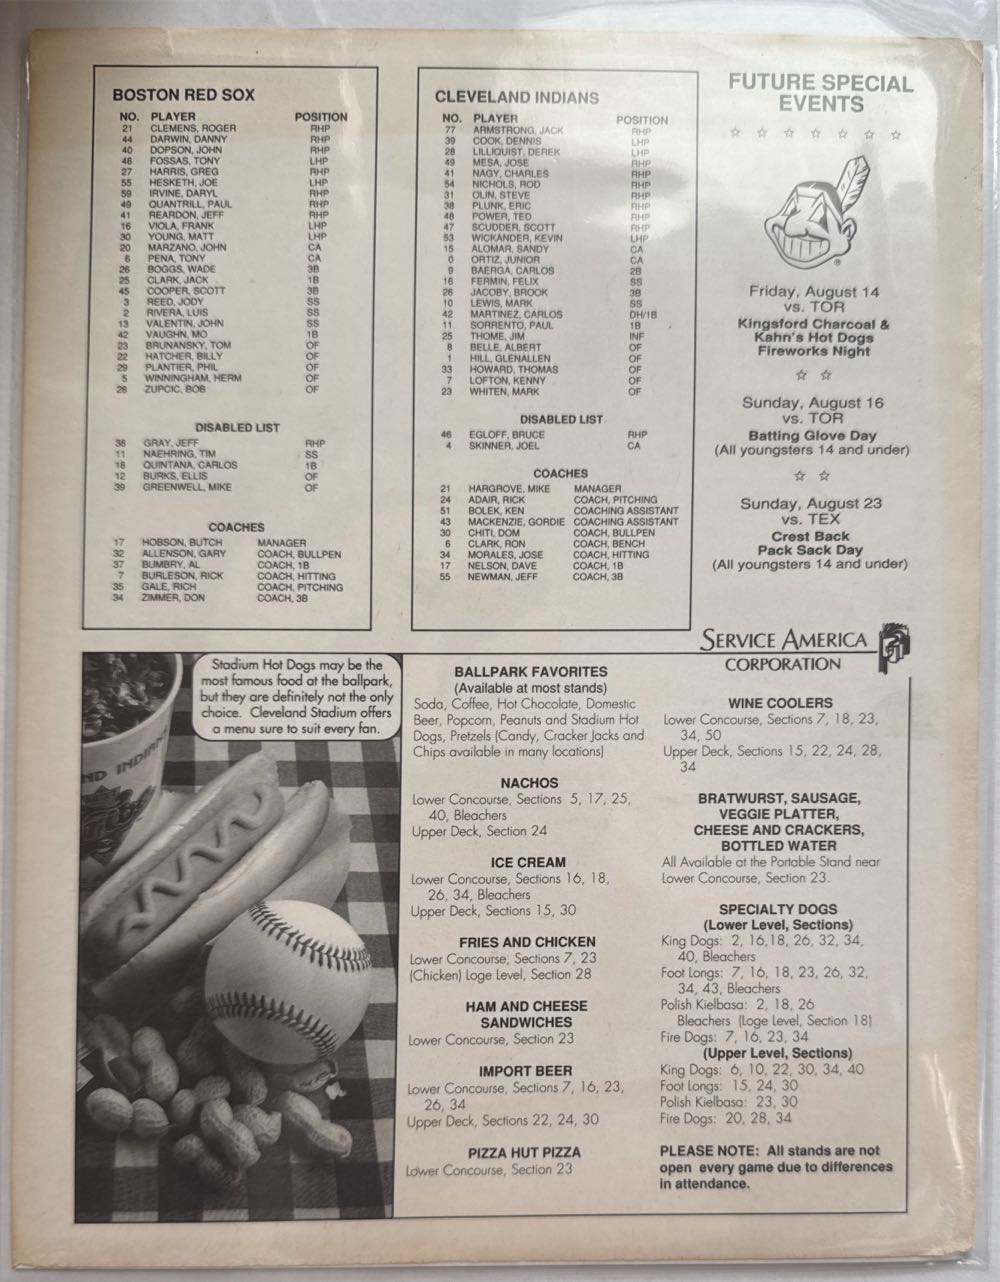 BOSTON RED SOX
NO. PLAYER POSITION
21 CLEMENS, ROGER RHP
44 DARWIN, DANNY RHP
40 DOPSON, JOHN RHP
48 FOSSAS, TONY LHP
27 HARRIS, GREG RHP
55 HESKETH, JOE LHP
59 IRVINE, DARYL RHP
49 QUANTRILL, PAUL RHP
41 REARDON, JEFF RHP
16 VIOLA, FRANK LHP
30 YOUNG, MATT LHP
20 MARZANO, JOHN CA
6 PENA, TONY CA
26 BOGGS, WADE 3B
25 CLARK, JACK 1B
45 COOPER, SCOTT 3B
3 REED, JODY SS
2 RIVERA, LUIS SS
13 VALENTIN, JOHN SS
42 VAUGHN, MO 1B
23 BRUNANSKY, TOM OF
22 HATCHER, BILLY OF
29 PLANTIER, PHIL OF
5 WINNINGHAM, HERM OF
28 ZUPCIC, BOB OF
DISABLED LIST
38 GRAY, JEFF RHP
11 NAEHRING, TIM SS
18 QUINTANA, CARLOS 1B
12 BURKS, ELLIS OF
39 GREENWELL, MIKE OF
COACHES
17 HOBSON, BUTCH MANAGER
32 ALLENSON, GARY COACH, BULLPEN
37 BUMBRY, AL COACH, 1B
7 BURLESON, RICK COACH, HITTING
35 GALE, RICH COACH, PITCHING
34 ZIMMER, DON COACH, 3B
CLEVELAND INDIANS
NO. PLAYER POSITION
77 ARMSTRONG, JACK RHP
39 COOK, DENNIS LHP
28 LILLIQUIST, DEREK LHP
49 MESA, JOSE RHP
41 NAGY, CHARLES RHP
54 NICHOLS, ROD RHP
31 OLIN, STEVE RHP
38 PLUNK, ERIC RHP
48 POWER, TED RHP
47 SCUDDER, SCOTT RHP
53 WICKANDER, KEVIN LHP
15 ALOMAR, SANDY CA
0 ORTIZ, JUNIOR CA
9 BAERGA, CARLOS 2B
16 FERMIN, FELIX SS
26 JACOBY, BROOK 3B
10 LEWIS, MARK SS
42 MARTINEZ, CARLOS DH/1B
11 SORRENTO, PAUL 1B
25 THOME, JIM INF
8 BELLE, ALBERT OF
1 HILL, GLENALLEN OF
33 HOWARD, THOMAS OF
7 LOFTON, KENNY OF
23 WHITEN, MARK OF
DISABLED LIST
46 EGLOFF, BRUCE RHP
4 SKINNER, JOEL CA
COACHES
21 HARGROVE, MIKE MANAGER
24 ADAIR, RICK COACH, PITCHING
51 BOLEK, KEN COACHING ASSISTANT
43 MACKENZIE, GORDIE COACHING ASSISTANT
30 CHITI, DOM COACH, BULLPEN
6 CLARK, RON COACH, BENCH
34 MORALES, JOSE COACH, HITTING
17 NELSON, DAVE COACH, 1B
55 NEWMAN, JEFF COACH, 3B
FUTURE SPECIAL
EVENTS
Friday, August 14
vs. TOR
Kingsford Charcoal &
Kahn's Hot Dogs
Fireworks Night
Sunday, August 16
vs. TOR
Batting Glove Day
(All youngsters 14 and under)
Sunday, August 23
vs. TEX
Crest Back
Pack Sack Day
(All youngsters 14 and under)
SERVICE AMERICA
CORPORATION
Stadium Hot Dogs may be the
most famous food at the ballpark,
but they are definitely not the only
choice. Cleveland Stadium offers
a menu sure to suit every fan.
ND INDIAN
BALLPARK FAVORITES
(Available at most stands)
Soda, Coffee, Hot Chocolate, Domestic
Beer, Popcorn, Peanuts and Stadium Hot
Dogs, Pretzels (Candy, Cracker Jacks and
Chips available in many locations)
NACHOS
Lower Concourse, Sections 5, 17, 25,
40, Bleachers
Upper Deck, Section 24
ICE CREAM
Lower Concourse, Sections 16, 18,
26, 34, Bleachers
Upper Deck, Sections 15, 30
FRIES AND CHICKEN
Lower Concourse, Sections 7, 23
(Chicken) Loge Level, Section 28
HAM AND CHEESE
SANDWICHES
Lower Concourse, Section 23
IMPORT BEER
Lower Concourse, Sections 7, 16, 23,
26, 34
Upper Deck, Sections 22, 24, 30
PIZZA HUT PIZZA
Lower Concourse, Section 23
WINE COOLERS
Lower Concourse, Sections 7, 18, 23,
34, 50
Upper Deck, Sections 15, 22, 24, 28,
34
BRATWURST, SAUSAGE,
VEGGIE PLATTER,
CHEESE AND CRACKERS,
BOTTLED WATER
All Available at the Portable Stand near
Lower Concourse, Section 23.
SPECIALTY DOGS
(Lower Level, Sections)
King Dogs: 2, 16,18, 26, 32, 34,
40, Bleachers
Foot Longs: 7, 16, 18, 23, 26, 32,
34, 43, Bleachers
Polish Kielbasa: 2, 18, 26
Bleachers (Loge Level, Section 18)
Fire Dogs: 7, 16, 23, 34
(Upper Level, Sections)
King Dogs: 6, 10, 22, 30, 34, 40
Foot Longs: 15, 24, 30
Polish Kielbasa: 23, 30
Fire Dogs: 20, 28, 34
PLEASE NOTE: All stands are not
open every game due to differences
in attendance.